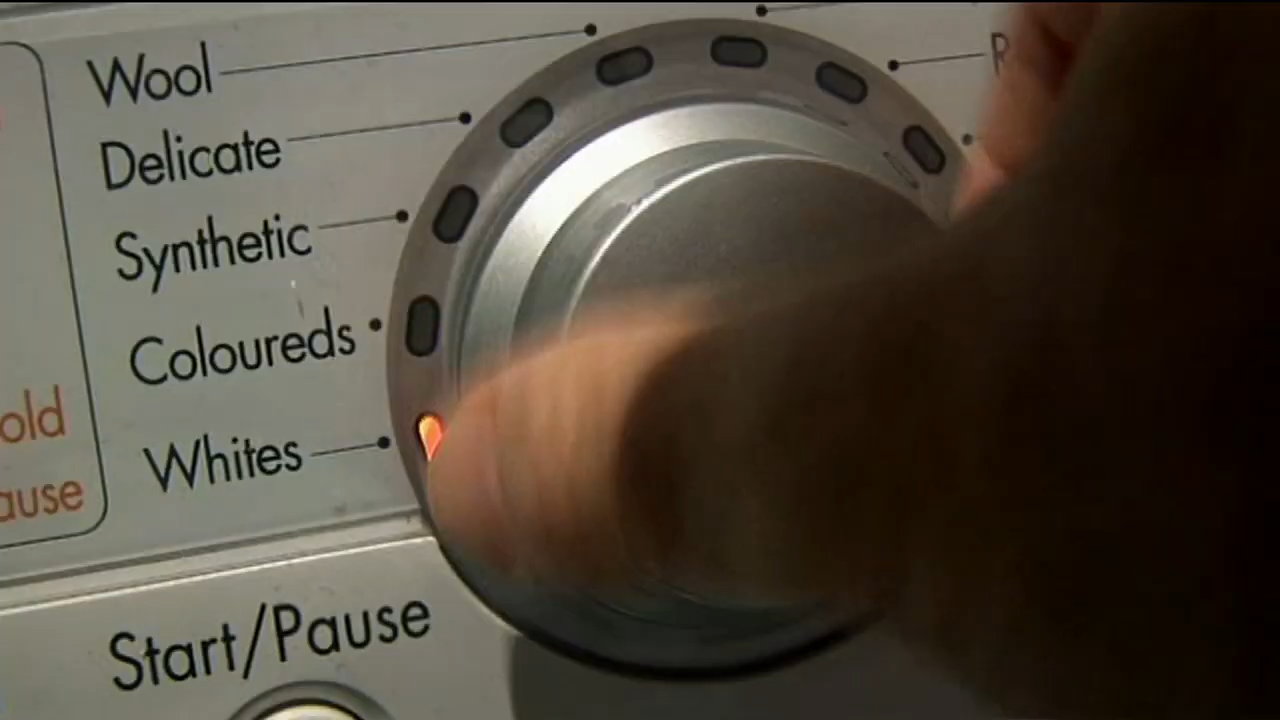 Wool
Delicate
Synthetic
Coloureds
Whites
Start/Pause